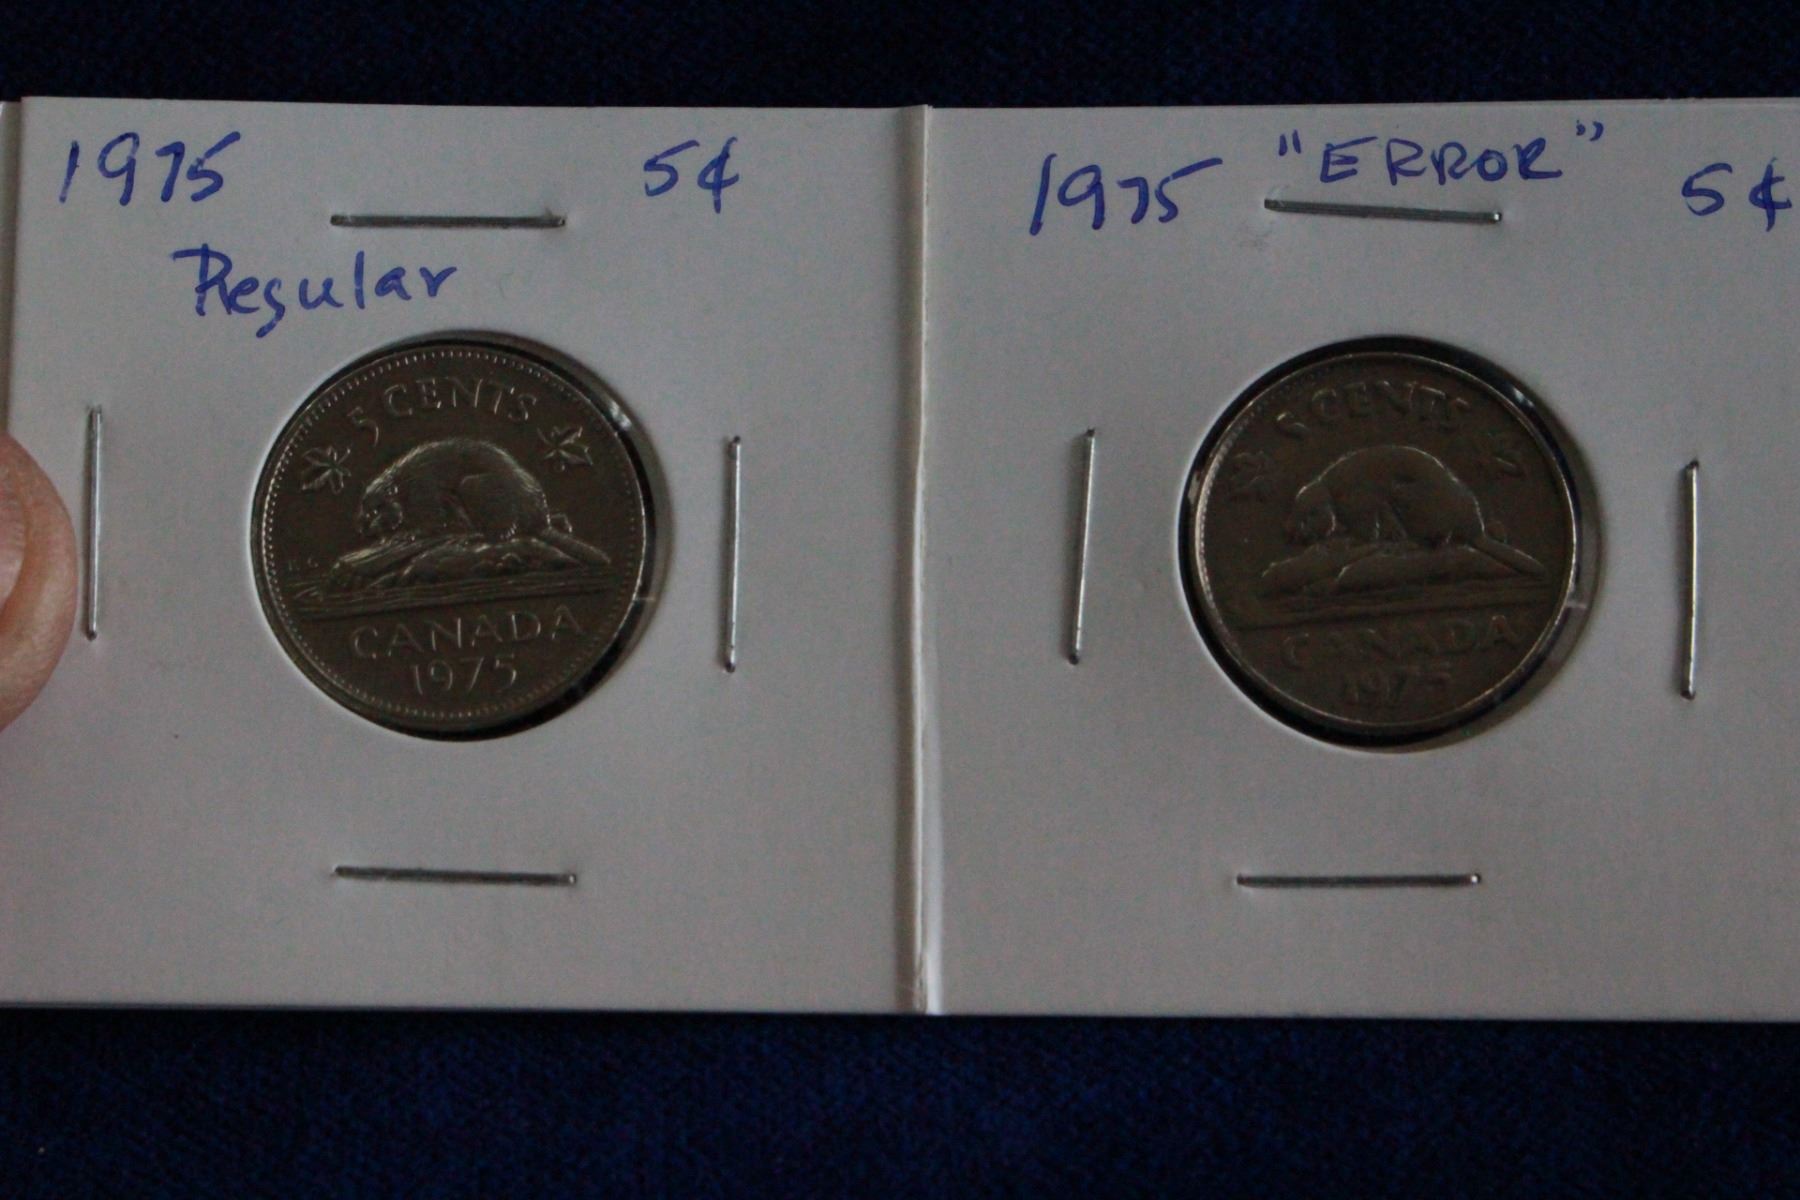 1975 5¢
Regular
5 CENTS
K G
CANADA
1975
1975 "ERROR" 5¢
5 CENTS
CANADA
1975